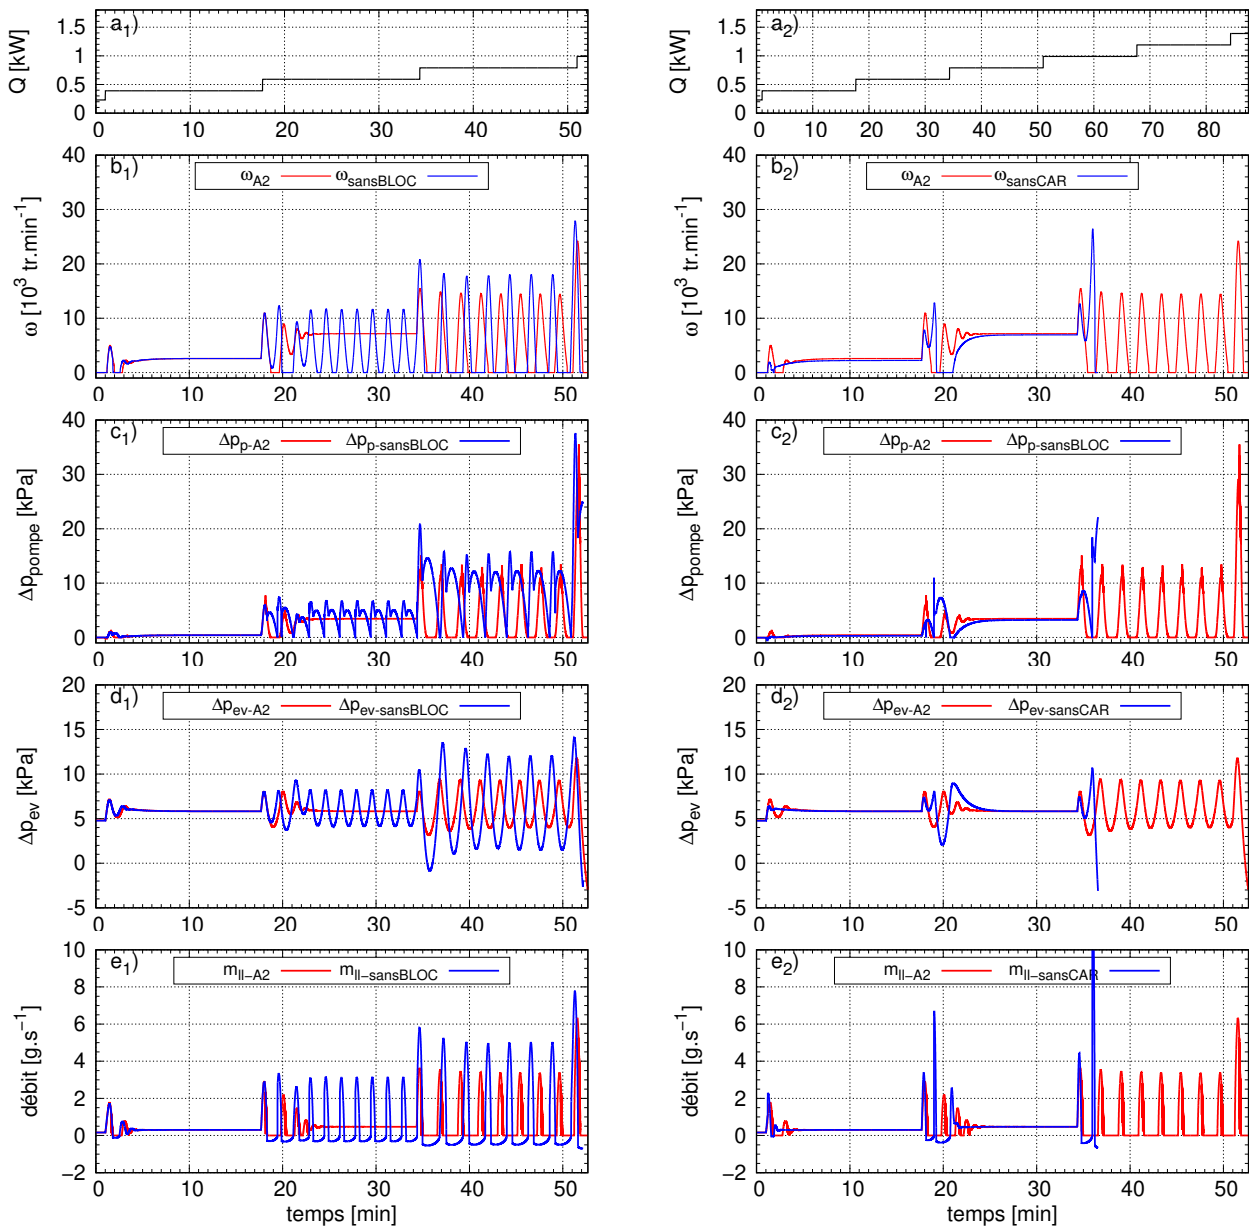 a1)
Q [kW]
1.5
1
0.5
0
0 10 20 30 40 50
a2)
Q [kW]
1.5
1
0.5
0
0 10 20 30 40 50 60 70 80
b1)
ωA2 ωsansBLOC
ω [10³ tr.min⁻¹]
40
30
20
10
0
0 10 20 30 40 50
b2)
ωA2 ωsansCAR
ω [10³ tr.min⁻¹]
40
30
20
10
0
0 10 20 30 40 50
c1)
Δpp-A2 Δpp-sansBLOC
Δppompe [kPa]
40
30
20
10
0
0 10 20 30 40 50
c2)
Δpp-A2 Δpp-sansBLOC
Δppompe [kPa]
40
30
20
10
0
0 10 20 30 40 50
d1)
Δpev-A2 Δpev-sansBLOC
Δpev [kPa]
20
15
10
5
0
-5
0 10 20 30 40 50
d2)
Δpev-A2 Δpev-sansCAR
Δpev [kPa]
20
15
10
5
0
-5
0 10 20 30 40 50
e1)
mll−A2 mll−sansBLOC
débit [g.s⁻¹]
10
8
6
4
2
0
−2
0 10 20 30 40 50
temps [min]
e2)
mll−A2 mll−sansCAR
débit [g.s⁻¹]
10
8
6
4
2
0
−2
0 10 20 30 40 50
temps [min]